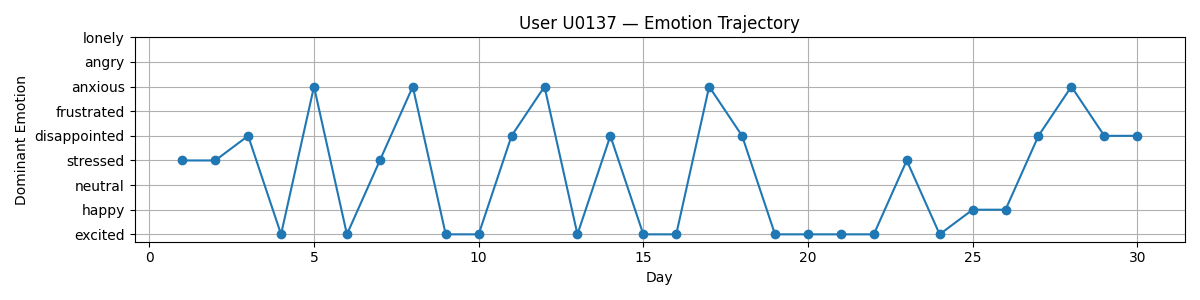 User U0137 — Emotion Trajectory
lonely
angry
anxious
frustrated
disappointed
stressed
neutral
happy
excited
Dominant Emotion
0 5 10 15 20 25 30
Day